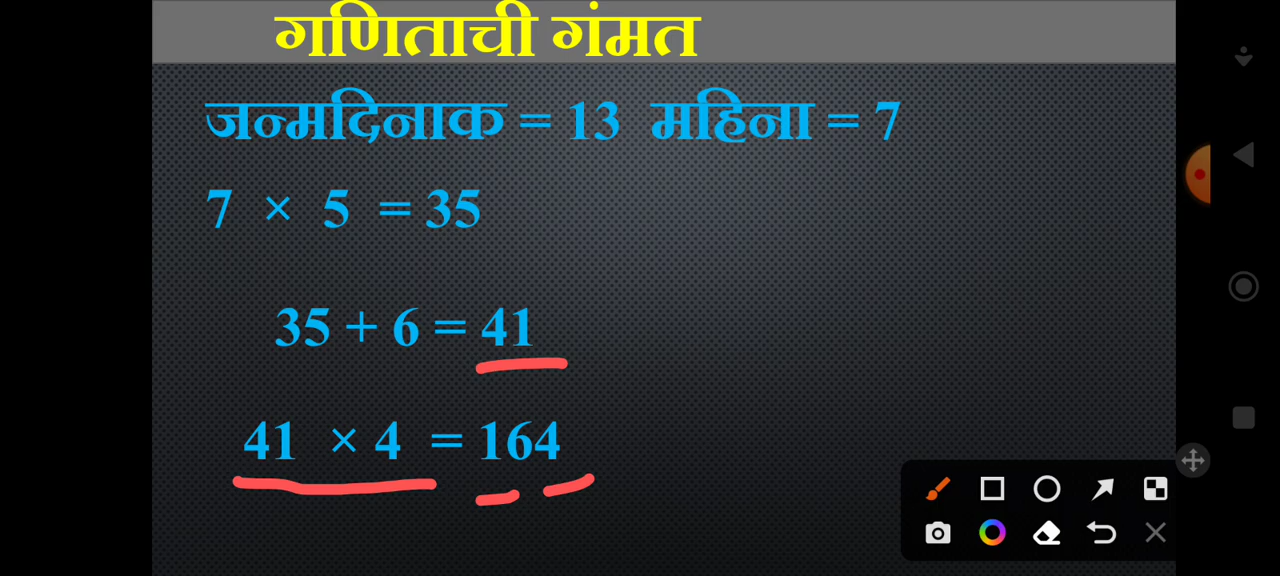 गणिताची गंमत
जन्मदिनाक = 13 महिना = 7
7 × 5 = 35
35 + 6 = 41
41 × 4 = 164